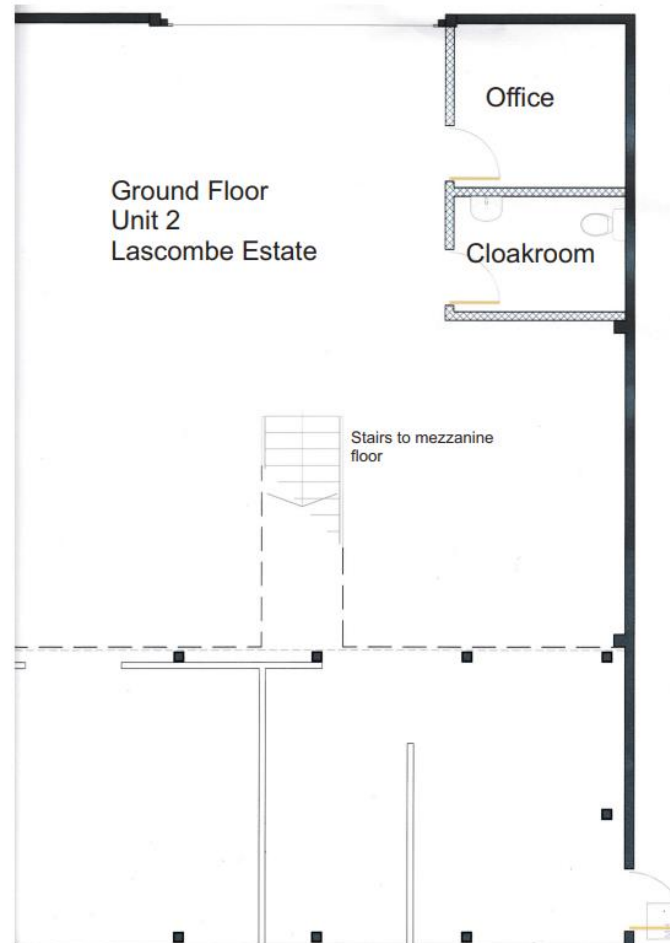 Office
Ground Floor
Unit 2
Lascombe Estate
Cloakroom
Stairs to mezzanine
floor